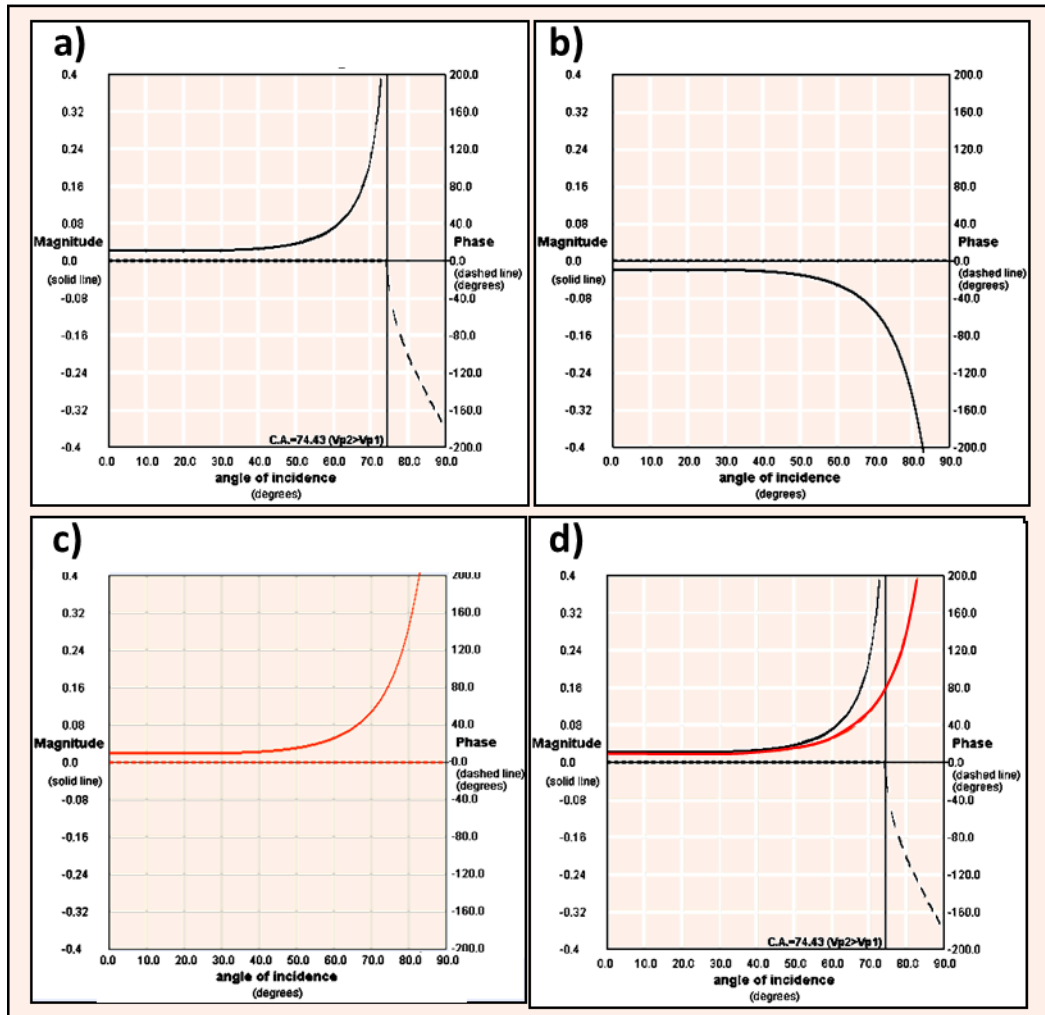 a)
0.4
0.32
0.24
0.16
0.08
Magnitude
0.0
(solid line)
-0.08
-0.16
-0.24
-0.32
-0.4
200.0
160.0
120.0
80.0
40.0
Phase
0.0
(dashed line)
(degrees)
-40.0
-80.0
-120.0
-160.0
-200.0
C.A.=74.43 (Vp2>Vp1)
0.0 10.0 20.0 30.0 40.0 50.0 60.0 70.0 80.0 90.0
angle of incidence
(degrees)
b)
0.4
0.32
0.24
0.16
0.08
Magnitude
0.0
(solid line)
-0.08
-0.16
-0.24
-0.32
-0.4
200.0
160.0
120.0
80.0
40.0
Phase
0.0
(dashed line)
(degrees)
-40.0
-80.0
-120.0
-160.0
-200.0
0.0 10.0 20.0 30.0 40.0 50.0 60.0 70.0 80.0 90.0
angle of incidence
(degrees)
c)
0.4
0.32
0.24
0.16
0.08
Magnitude
0.0
(solid line)
-0.08
-0.16
-0.24
-0.32
-0.4
200.0
160.0
120.0
80.0
40.0
Phase
0.0
(dashed line)
(degrees)
-40.0
-80.0
-120.0
-160.0
-200.0
0.0 10.0 20.0 30.0 40.0 50.0 60.0 70.0 80.0 90.0
angle of incidence
(degrees)
d)
0.4
0.32
0.24
0.16
0.08
Magnitude
0.0
(solid line)
-0.08
-0.16
-0.24
-0.32
-0.4
200.0
160.0
120.0
80.0
40.0
Phase
0.0
(dashed line)
(degrees)
-40.0
-80.0
-120.0
-160.0
-200.0
C.A.=74.43 (Vp2>Vp1)
0.0 10.0 20.0 30.0 40.0 50.0 60.0 70.0 80.0 90.0
angle of incidence
(degrees)